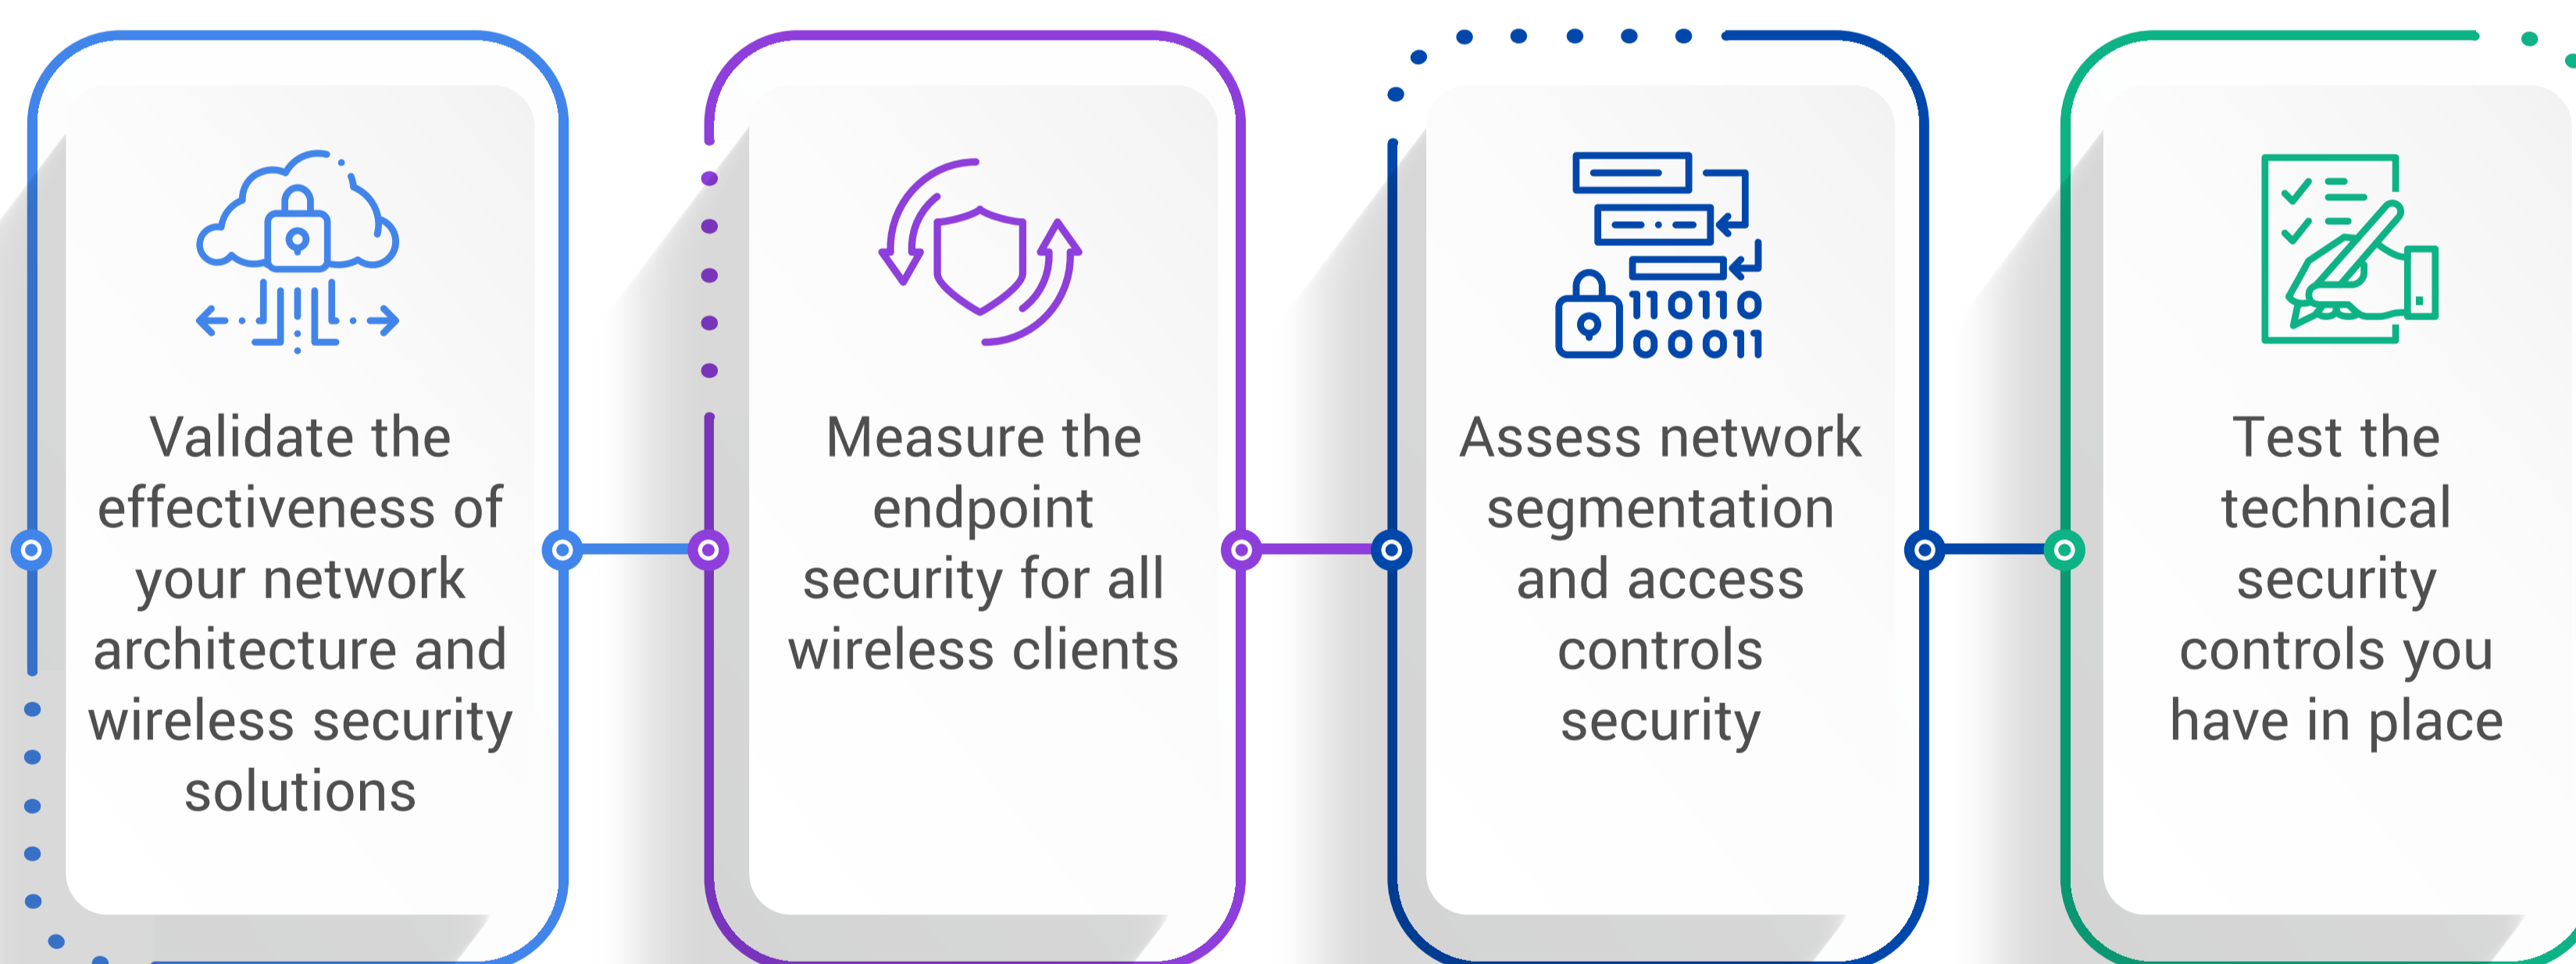 Validate the
effectiveness of
your network
architecture and
wireless security
solutions
Measure the
endpoint
security for all
wireless clients
110110
00011
Assess network
segmentation
and access
controls
security
Test the
technical
security
controls you
have in place